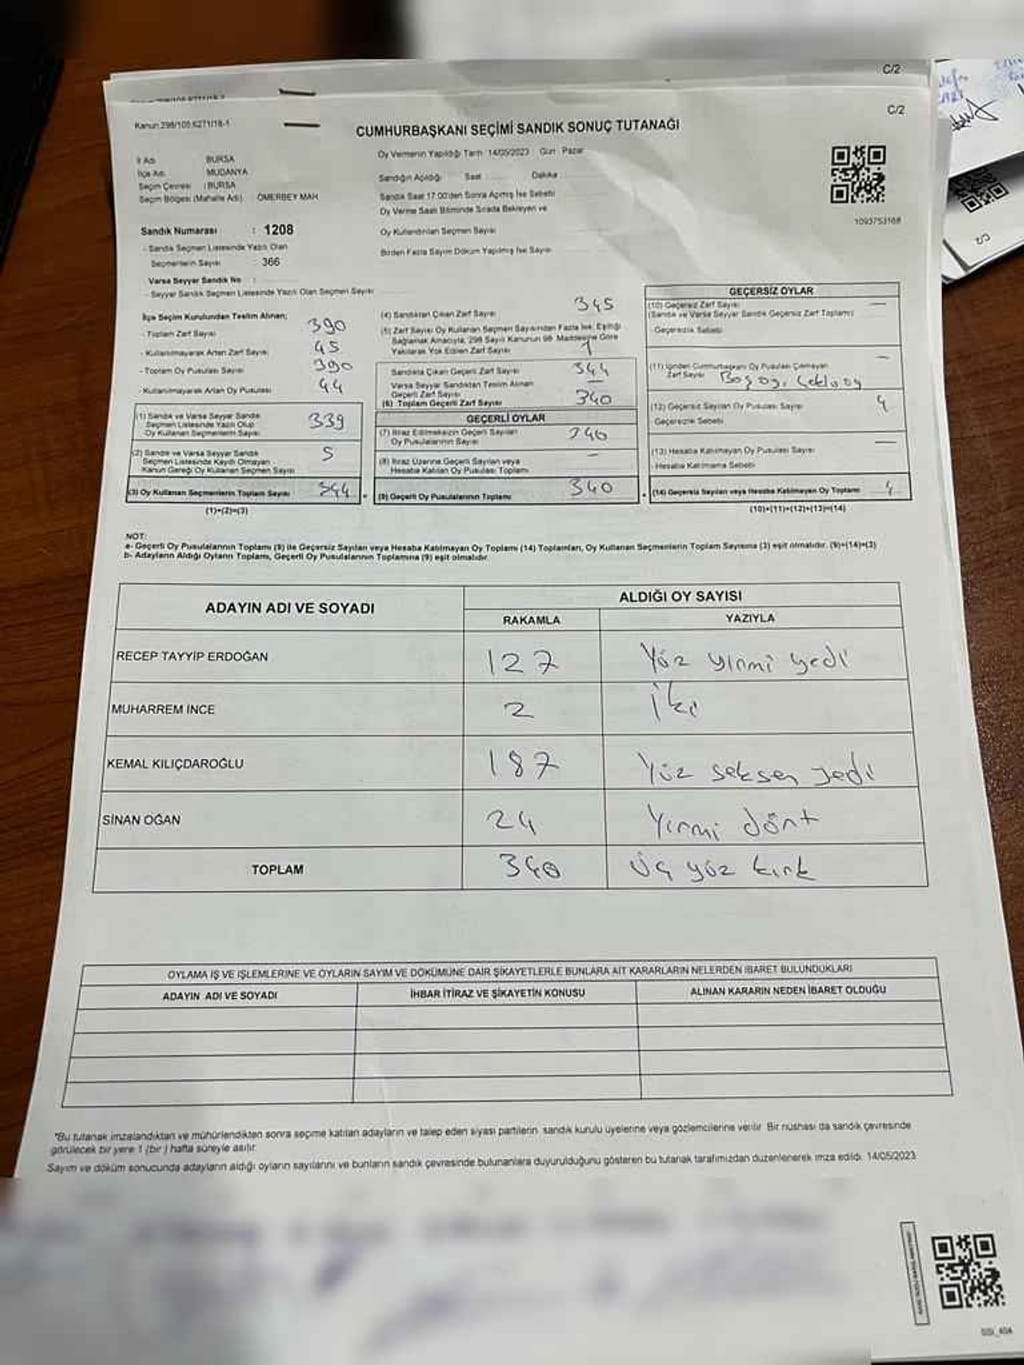 C/2
C/2
Kanun 298/105 6271/18-1
CUMHURBAŞKANI SEÇİMİ SANDIK SONUÇ TUTANAĞI
İl Adı BURSA
İlçe Adı MUDANYA
Seçim Çevresi : BURSA
Seçim Bölgesi (Mahalle Adı) ÖMERBEY MAH
Oy Vermenin Yapıldığı Tarih 14/05/2023 Gün Pazar
Sandığın Açıldığı Saat Dakika
Sandık Saat 17.00'den Sonra Açılmış İse Sebebi
Oy Verme Saati Bitiminde Sırada Bekleyen ve
Oy Kullandırılan Seçmen Sayısı
Birden Fazla Sayım Döküm Yapılmış İse Sayısı
1093753168
Sandık Numarası : 1208
- Sandık Seçmen Listesinde Yazılı Olan
Seçmenlerin Sayısı : 366
Varsa Seyyar Sandık No :
- Seyyar Sandık Seçmen Listesinde Yazılı Olan Seçmen Sayısı
İlçe Seçim Kurulundan Teslim Alınan;
- Toplam Zarf Sayısı 390
- Kullanılmayarak Artan Zarf Sayısı 45
- Toplam Oy Pusulası Sayısı 390
- Kullanılmayarak Artan Oy Pusulası 44
(1) Sandık ve Varsa Seyyar Sandık
Seçmen Listesinde Yazılı Olup
Oy Kullanan Seçmenlerin Sayısı 339
(2) Sandık ve Varsa Seyyar Sandık
Seçmen Listesinde Kayıtlı Olmayan
Kanun Gereği Oy Kullanan Seçmen Sayısı 5
(3) Oy Kullanan Seçmenlerin Toplam Sayısı 344
(1)+(2)=(3)
(4) Sandıktan Çıkan Zarf Sayısı 345
(5) Zarf Sayısı Oy Kullanan Seçmen Sayısından Fazla İse, Eşitliği
Sağlamak Amacıyla, 298 Sayılı Kanunun 98. Maddesine Göre
Yakılarak Yok Edilen Zarf Sayısı 1
Sandıkta Çıkan Geçerli Zarf Sayısı 344
Varsa Seyyar Sandıktan Teslim Alınan
Geçerli Zarf Sayısı —
(6) Toplam Geçerli Zarf Sayısı 340
GEÇERLİ OYLAR
(7) İtiraz Edilmeksizin Geçerli Sayılan
Oy Pusulalarının Sayısı 340
(8) İtiraz Üzerine Geçerli Sayılan veya
Hesaba Katılan Oy Pusulası Toplamı —
(9) Geçerli Oy Pusulalarının Toplamı 340
GEÇERSİZ OYLAR
(10) Geçersiz Zarf Sayısı —
(Sandık ve Varsa Seyyar Sandık Geçersiz Zarf Toplamı)
- Geçersizlik Sebebi
(11) İçinden Cumhurbaşkanı Oy Pusulası Çıkmayan
Zarf Sayısı —
(12) Geçersiz Sayılan Oy Pusulası Sayısı 4
Geçersizlik Sebebi
(13) Hesaba Katılmayan Oy Pusulası Sayısı —
- Hesaba Katılmama Sebebi
(14) Geçersiz Sayılan veya Hesaba Katılmayan Oy Toplamı 4
(10)+(11)+(12)+(13)=(14)
NOT:
a- Geçerli Oy Pusulalarının Toplamı (9) ile Geçersiz Sayılan veya Hesaba Katılmayan Oy Toplamı (14) Toplamları, Oy Kullanan Seçmenlerin Toplam Sayısına (3) eşit olmalıdır. (9)+(14)=(3)
b- Adayların Aldığı Oyların Toplamı, Geçerli Oy Pusulalarının Toplamına (9) eşit olmalıdır.
ADAYIN ADI VE SOYADI ALDIĞI OY SAYISI
RAKAMLA YAZIYLA
RECEP TAYYİP ERDOĞAN 127 Yüz yirmi yedi
MUHARREM İNCE 2 İki
KEMAL KILIÇDAROĞLU 187 Yüz seksen yedi
SİNAN OĞAN 24 Yirmi dört
TOPLAM 340 Üç yüz kırk
OYLAMA İŞ VE İŞLEMLERİNE VE OYLARIN SAYIM VE DÖKÜMÜNE DAİR ŞİKAYETLERLE BUNLARA AİT KARARLARIN NELERDEN İBARET BULUNDUKLARI
ADAYIN ADI VE SOYADI İHBAR İTİRAZ VE ŞİKAYETİN KONUSU ALINAN KARARIN NEDEN İBARET OLDUĞU
"Bu tutanak imzalandıktan ve mühürlendikten sonra seçime katılan adayların ve talep eden siyasi partilerin sandık kurulu üyelerine veya gözlemcilerine verilir. Bir nüshası da sandık çevresinde
görülecek bir yere 1 (bir ) hafta süreyle asılır.
Sayım ve döküm sonucunda adayların aldığı oyların sayılarını ve bunların sandık çevresinde bulunanlara duyurulduğunu gösteren bu tutanak tarafımızdan düzenlenerek imza edildi. 14/05/2023